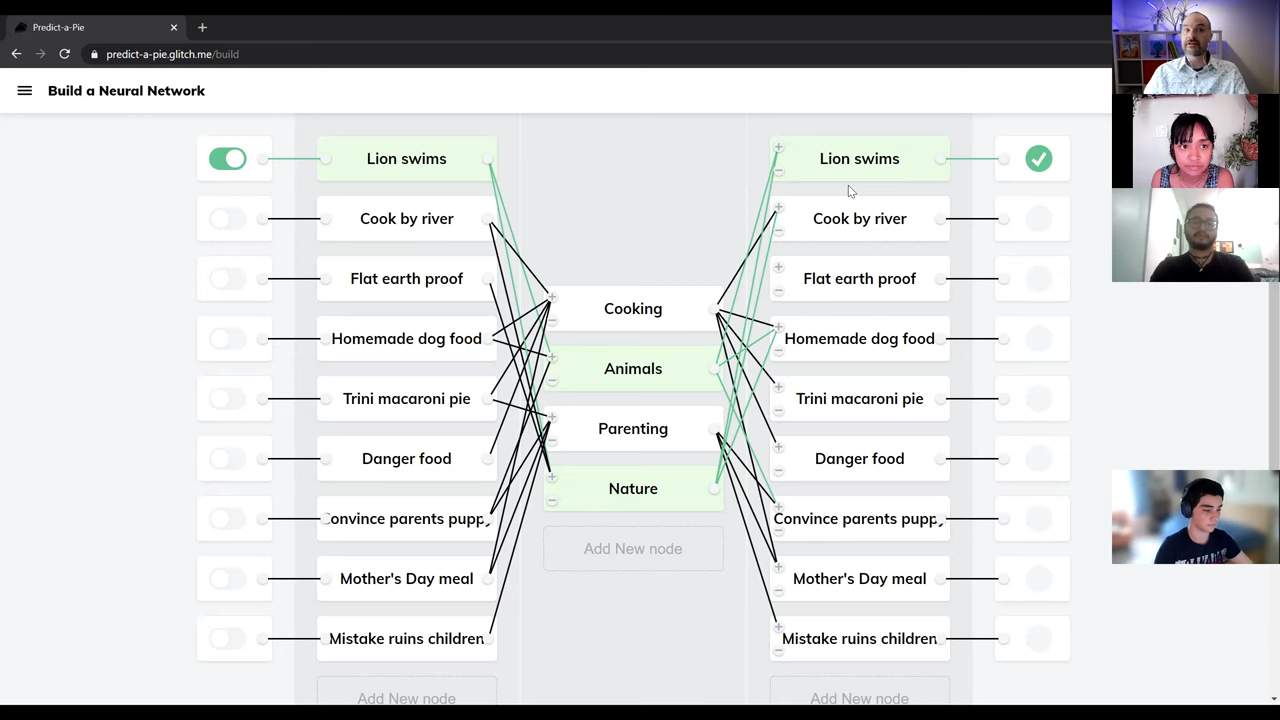 Predict-a-Pie
predict-a-pie.glitch.me/build
Build a Neural Network
Lion swims
Cook by river
Flat earth proof
Homemade dog food
Trini macaroni pie
Danger food
Convince parents pupp
Mother's Day meal
Mistake ruins children
Add New node
Cooking
Animals
Parenting
Nature
Add New node
Lion swims
Cook by river
Flat earth proof
Homemade dog food
Trini macaroni pie
Danger food
Convince parents pupp
Mother's Day meal
Mistake ruins children
Add New node